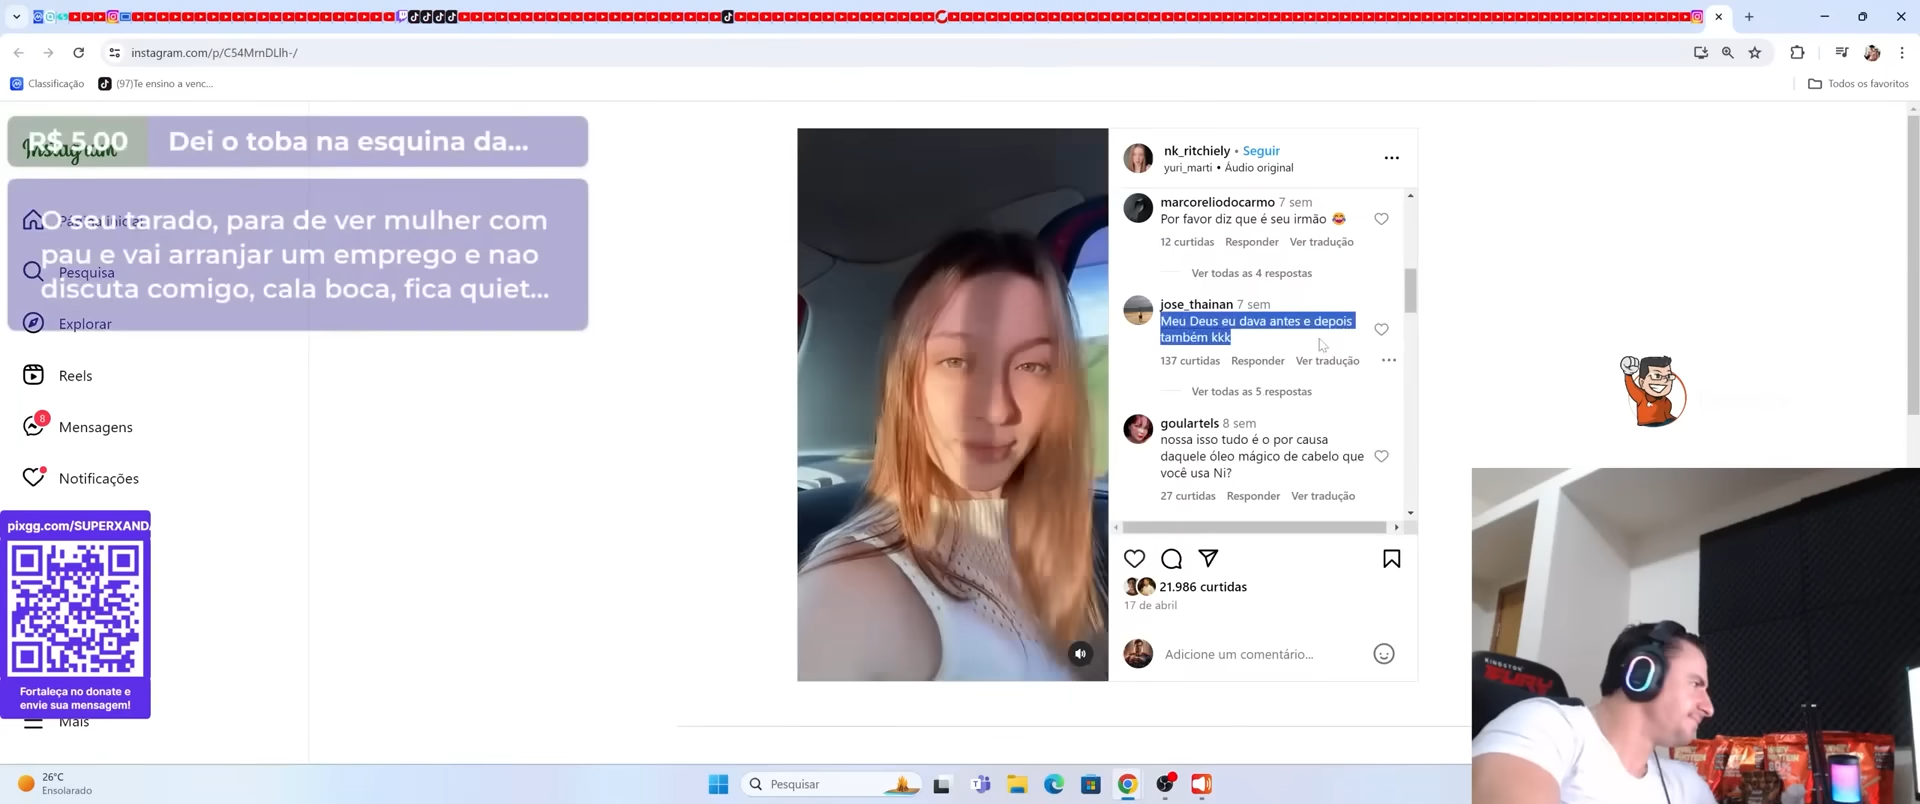 instagram.com/p/C54MrnDLlh-/
Classificação
(97)Te ensino a venc...
Todos os favoritos
R$ 5,00
Dei o toba na esquina da...
Instagram
O seu tarado, para de ver mulher com
pau e vai arranjar um emprego e nao
discuta comigo, cala boca, fica quiet...
Página inicial
Pesquisa
Explorar
Reels
8
Mensagens
Notificações
pixgg.com/SUPERXAND
Fortaleça no donate e
envie sua mensagem!
Mais
nk_ritchiely • Seguir
yuri_marti • Áudio original
marcoreliodocarmo 7 sem
Por favor diz que é seu irmão 😂
12 curtidas Responder Ver tradução
Ver todas as 4 respostas
jose_thainan 7 sem
Meu Deus eu dava antes e depois
também kkk
137 curtidas Responder Ver tradução
Ver todas as 5 respostas
goulartels 8 sem
nossa isso tudo é o por causa
daquele óleo mágico de cabelo que
você usa Ni?
27 curtidas Responder Ver tradução
21.986 curtidas
17 de abril
Adicione um comentário...
KINGSTON
FURY
26°C
Ensolarado
Pesquisar